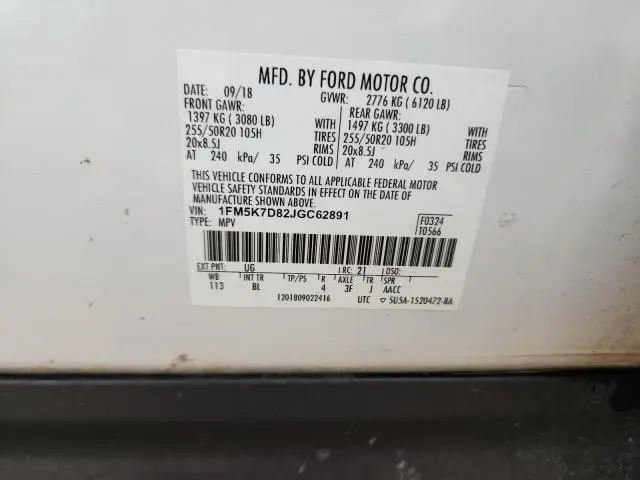 MFD. BY FORD MOTOR CO.
DATE: 09/18 GVWR: 2776 KG ( 6120 LB)
FRONT GAWR: REAR GAWR:
1397 KG ( 3080 LB) WITH 1497 KG ( 3300 LB) WITH
255/50R20 105H TIRES 255/50R20 105H TIRES
20x8.5J RIMS 20x8.5J RIMS
AT 240 kPa/ 35 PSI COLD AT 240 kPa/ 35 PSI COLD
THIS VEHICLE CONFORMS TO ALL APPLICABLE FEDERAL MOTOR
VEHICLE SAFETY STANDARDS IN EFFECT ON THE DATE OF
MANUFACTURE SHOWN ABOVE.
VIN: 1FM5K7D82JGC62891 F0324
TYPE: MPV T0566
EXT PNT: UG RC: 21 DSO:
WB INT TR TP/PS R AXLE TR SPR
113 BL 4 3F J AACC
1201809022416 UTC ▽ 5U5A-1520472-BA